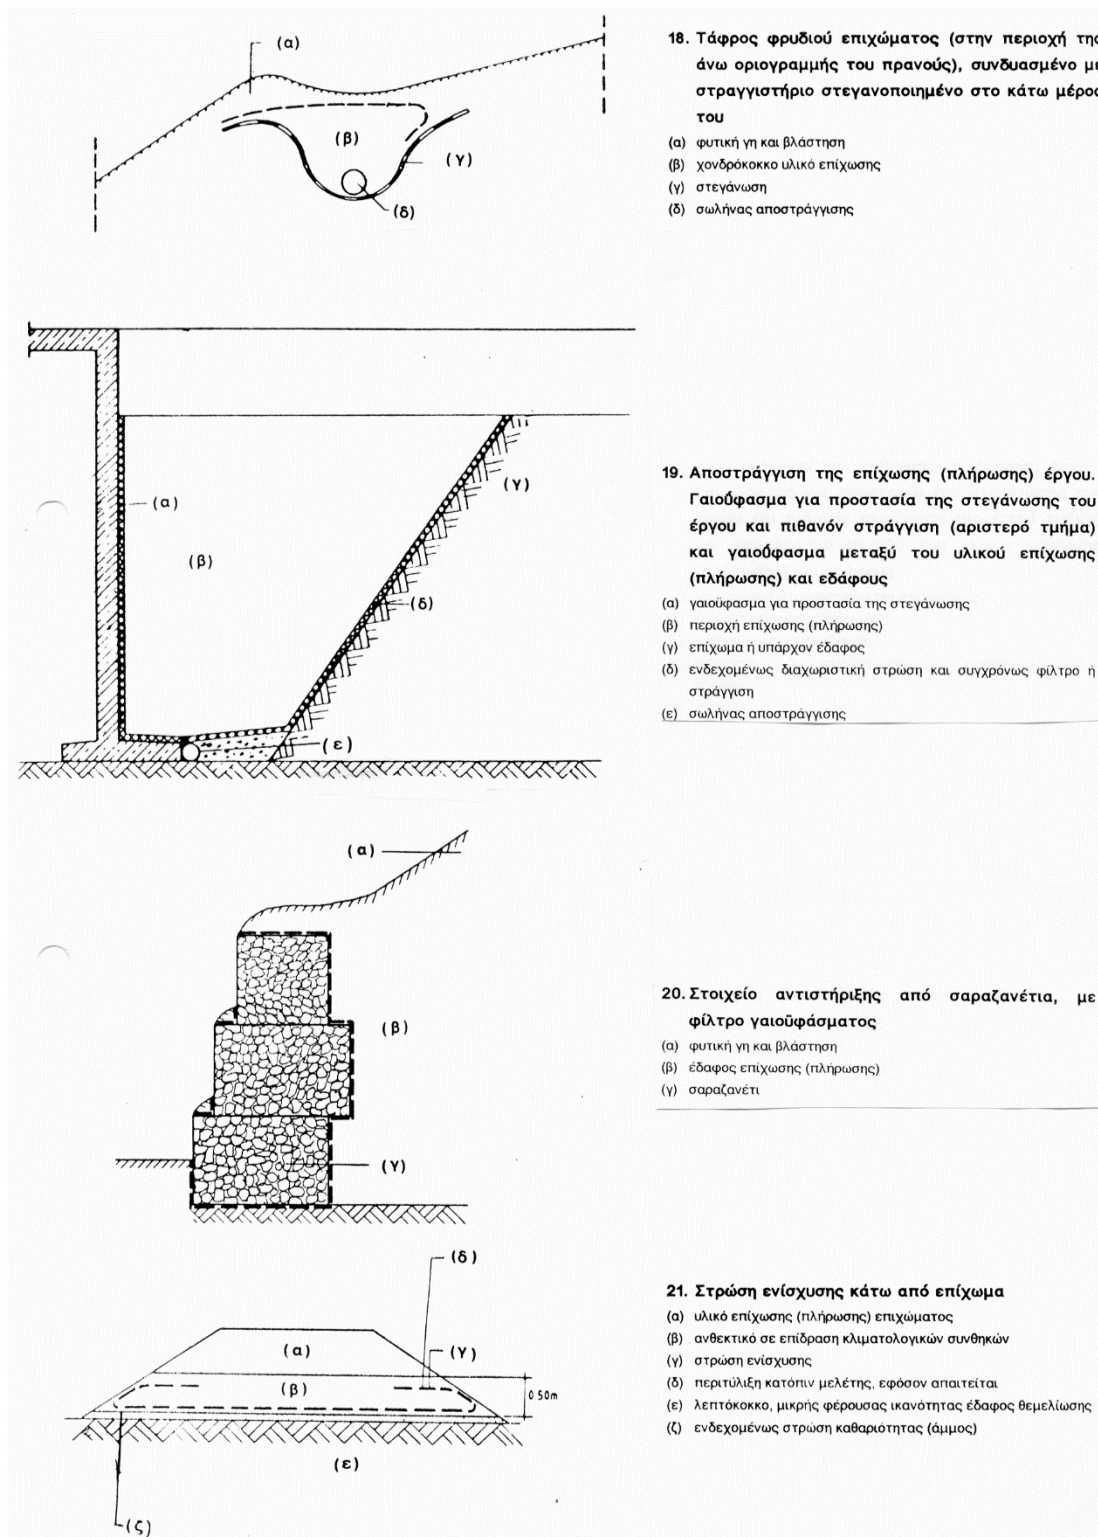 (α)
(β)
(γ)
(δ)
18. Τάφρος φρυδιού επιχώματος (στην περιοχή της
άνω οριογραμμής του πρανούς), συνδυασμένο με
στραγγιστήριο στεγανοποιημένο στο κάτω μέρος
του
(α) φυτική γη και βλάστηση
(β) χονδρόκοκκο υλικό επίχωσης
(γ) στεγάνωση
(δ) σωλήνας αποστράγγισης
(α)
(β)
(γ)
(δ)
(ε)
19. Αποστράγγιση της επίχωσης (πλήρωσης) έργου.
Γαιοΰφασμα για προστασία της στεγάνωσης του
έργου και πιθανόν στράγγιση (αριστερό τμήμα)
και γαιοΰφασμα μεταξύ του υλικού επίχωσης
(πλήρωσης) και εδάφους
(α) γαιοϋφασμα για προστασία της στεγάνωσης
(β) περιοχή επίχωσης (πλήρωσης)
(γ) επίχωμα ή υπάρχον έδαφος
(δ) ενδεχομένως διαχωριστική στρώση και συγχρόνως φίλτρο ή
στράγγιση
(ε) σωλήνας αποστράγγισης
(α)
(β)
(γ)
20. Στοιχείο αντιστήριξης από σαραζανέτια, με
φίλτρο γαιοϋφάσματος
(α) φυτική γη και βλάστηση
(β) έδαφος επίχωσης (πλήρωσης)
(γ) σαραζανέτι
(δ)
(α)
(γ)
(β)
0 50m
(ε)
(ζ)
21. Στρώση ενίσχυσης κάτω από επίχωμα
(α) υλικό επίχωσης (πλήρωσης) επιχώματος
(β) ανθεκτικό σε επίδραση κλιματολογικών συνθηκών
(γ) στρώση ενίσχυσης
(δ) περιτύλιξη κατόπιν μελέτης, εφόσον απαιτείται
(ε) λεπτόκοκκο, μικρής φέρουσας ικανότητας έδαφος θεμελίωσης
(ζ) ενδεχομένως στρώση καθαριότητας (άμμος)